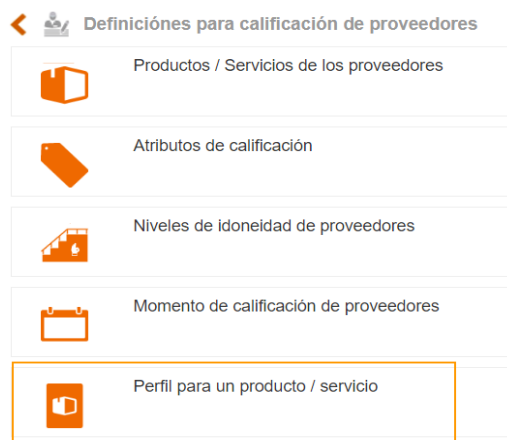 Definiciónes para calificación de proveedores
Productos / Servicios de los proveedores
Atributos de calificación
Niveles de idoneidad de proveedores
Momento de calificación de proveedores
Perfil para un producto / servicio